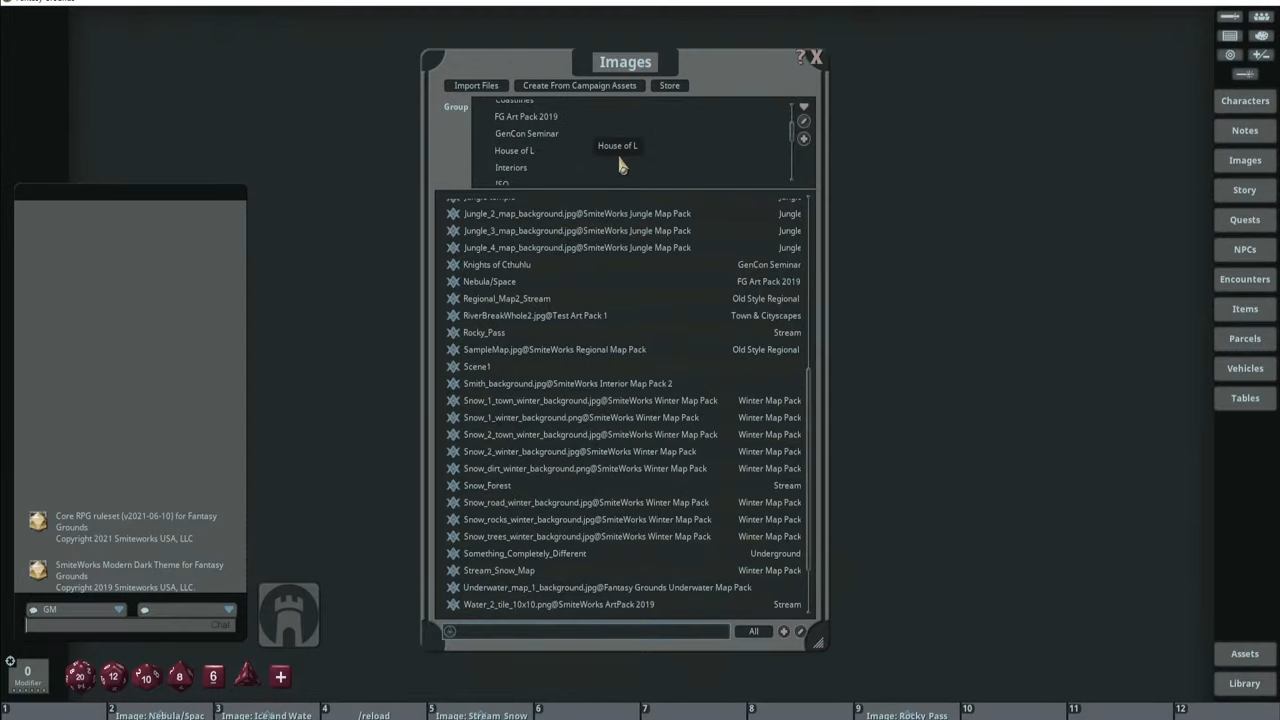 Images
Import Files Create From Campaign Assets Store
Group
Coastlines
FG Art Pack 2019
GenCon Seminar
House of L
House of L
Interiors
ISO
Jungle
Jungle_2_map_background.jpg@SmiteWorks Jungle Map Pack Jungle
Jungle_3_map_background.jpg@SmiteWorks Jungle Map Pack Jungle
Jungle_4_map_background.jpg@SmiteWorks Jungle Map Pack Jungle
Knights of Cthuhlu GenCon Seminar
Nebula/Space FG Art Pack 2019
Regional_Map2_Stream Old Style Regional
RiverBreakWhole2.jpg@Test Art Pack 1 Town & Cityscapes
Rocky_Pass Stream
SampleMap.jpg@SmiteWorks Regional Map Pack Old Style Regional
Scene1
Smith_background.jpg@SmiteWorks Interior Map Pack 2
Snow_1_town_winter_background.jpg@SmiteWorks Winter Map Pack Winter Map Pack
Snow_1_winter_background.png@SmiteWorks Winter Map Pack Winter Map Pack
Snow_2_town_winter_background.jpg@SmiteWorks Winter Map Pack Winter Map Pack
Snow_2_winter_background.jpg@SmiteWorks Winter Map Pack Winter Map Pack
Snow_dirt_winter_background.png@SmiteWorks Winter Map Pack Winter Map Pack
Snow_Forest Stream
Snow_road_winter_background.jpg@SmiteWorks Winter Map Pack Winter Map Pack
Snow_rocks_winter_background.jpg@SmiteWorks Winter Map Pack Winter Map Pack
Snow_trees_winter_background.jpg@SmiteWorks Winter Map Pack Winter Map Pack
Something_Completely_Different Underground
Stream_Snow_Map Winter Map Pack
Underwater_map_1_background.jpg@Fantasy Grounds Underwater Map Pack
Water_2_tile_10x10.png@SmiteWorks ArtPack 2019 Stream
All
Core RPG ruleset (v2021-06-10) for Fantasy
Grounds
Copyright 2021 Smiteworks USA, LLC
SmiteWorks Modern Dark Theme for Fantasy
Grounds
Copyright 2019 Smiteworks USA, LLC.
GM
Chat
0
Modifier
20 12 10 8 6
Characters
Notes
Images
Story
Quests
NPCs
Encounters
Items
Parcels
Vehicles
Tables
Assets
Library
1 2 3 4 5 6 7 8 9 10 11 12
Image: Nebula/Spac Image: Ice and Wate /reload Image: Stream_Snow Image: Rocky_Pass